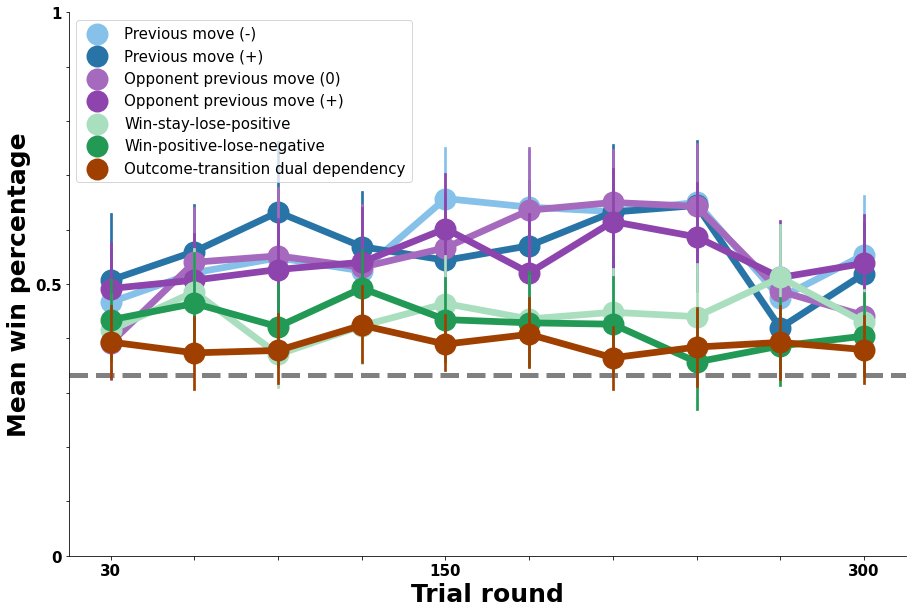 1
Previous move (-)
Previous move (+)
Opponent previous move (0)
Opponent previous move (+)
Win-stay-lose-positive
Win-positive-lose-negative
Outcome-transition dual dependency
Mean win percentage
0.5
0
30
150
300
Trial round